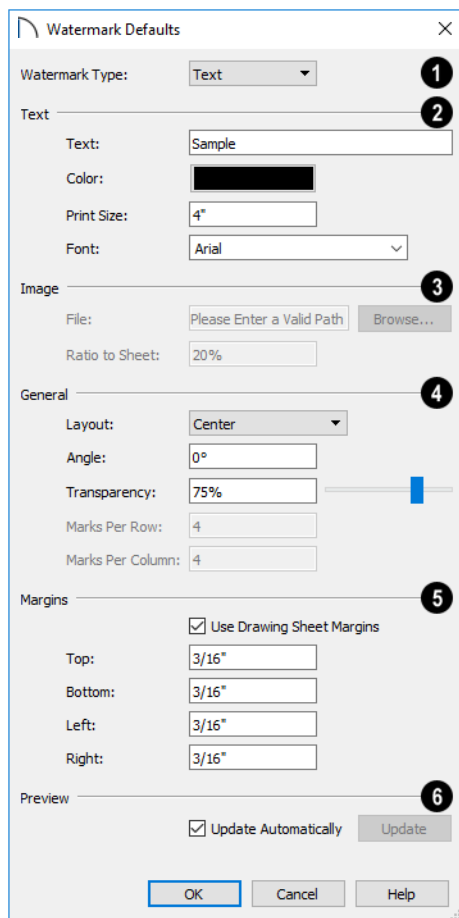 Watermark Defaults
Watermark Type: Text 1
Text 2
Text: Sample
Color:
Print Size: 4"
Font: Arial
Image 3
File: Please Enter a Valid Path Browse...
Ratio to Sheet: 20%
General 4
Layout: Center
Angle: 0°
Transparency: 75%
Marks Per Row: 4
Marks Per Column: 4
Margins 5
Use Drawing Sheet Margins
Top: 3/16"
Bottom: 3/16"
Left: 3/16"
Right: 3/16"
Preview 6
Update Automatically Update
OK Cancel Help